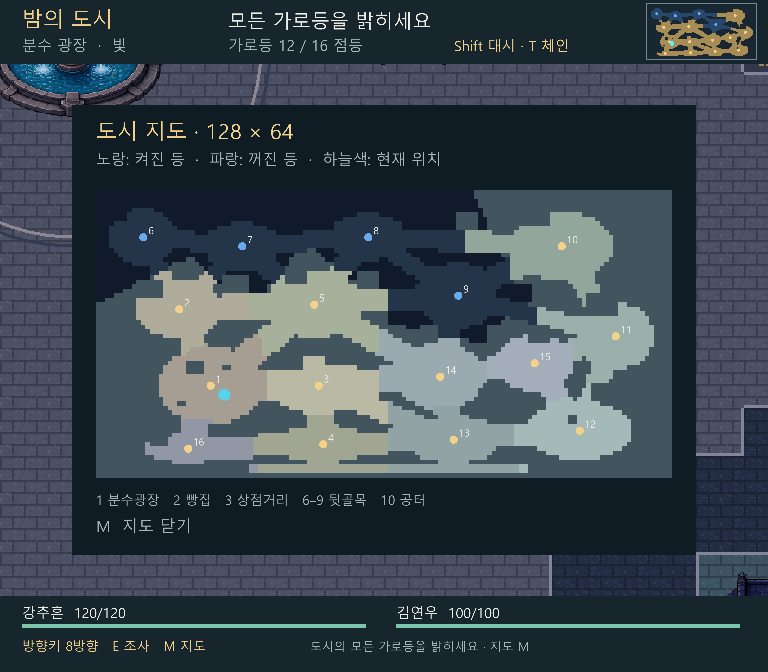 밤의 도시
모든 가로등을 밝히세요
분수 광장 · 빛
가로등 12 / 16 점등
Shift 대시 · T 체인
도시 지도 · 128 × 64
노랑: 켜진 등 · 파랑: 꺼진 등 · 하늘색: 현재 위치
6
7
8
10
9
2
5
11
15
1
3
14
12
16
4
13
1 분수광장 2 빵집 3 상점거리 6–9 뒷골목 10 공터
M 지도 닫기
강추훈 120/120
김연우 100/100
방향키 8방향 E 조사 M 지도
도시의 모든 가로등을 밝히세요 · 지도 M